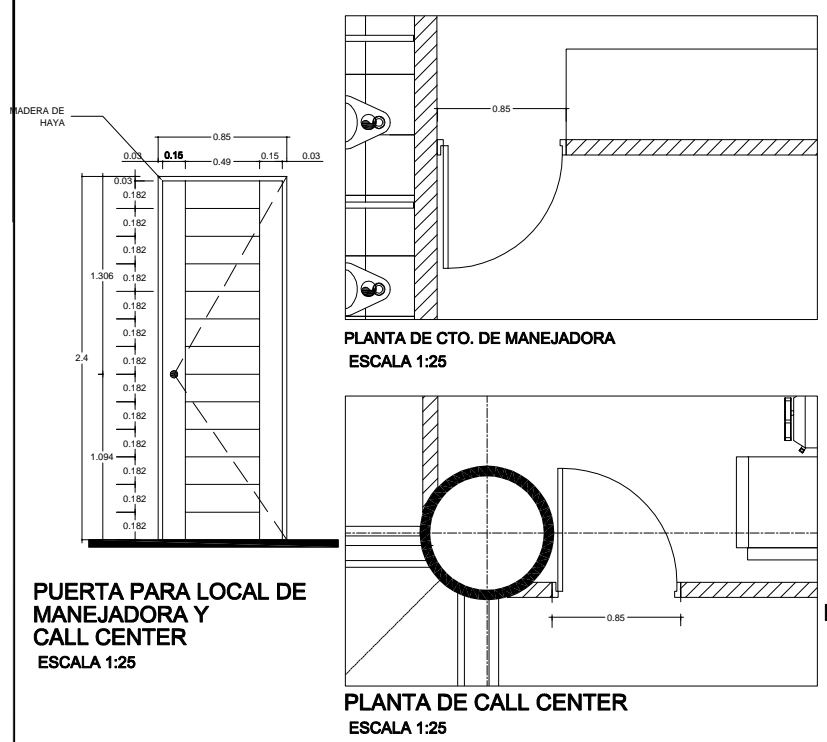 MADERA DE
HAYA
0.85
0.03 0.15 0.49 0.15 0.03
0.03
0.182
0.182
0.182
0.182
0.182
0.182
0.182
0.182
0.182
0.182
0.182
0.182
0.182
1.306
2.4
1.094
PUERTA PARA LOCAL DE
MANEJADORA Y
CALL CENTER
ESCALA 1:25
0.85
PLANTA DE CTO. DE MANEJADORA
ESCALA 1:25
0.85
PLANTA DE CALL CENTER
ESCALA 1:25